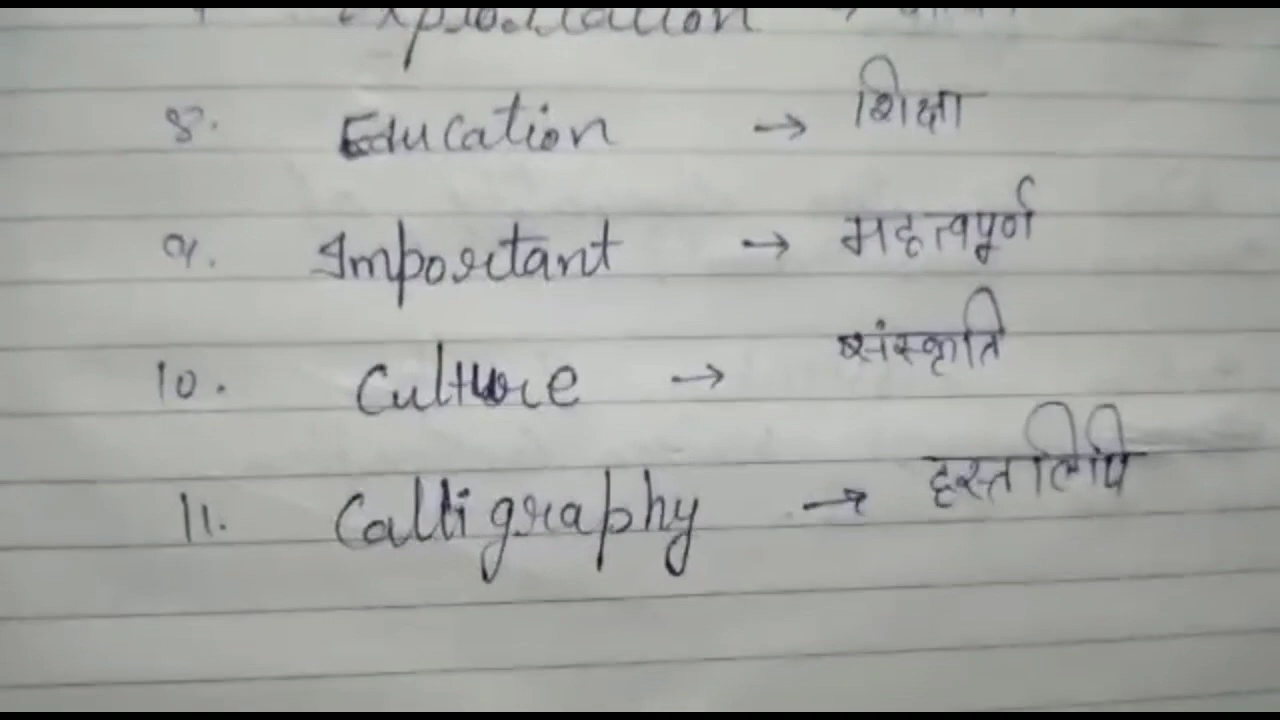 8. Education → शिक्षा
9. Important → महत्वपूर्ण
10. Culture → संस्कृति
11. Calligraphy → हस्तलिपि